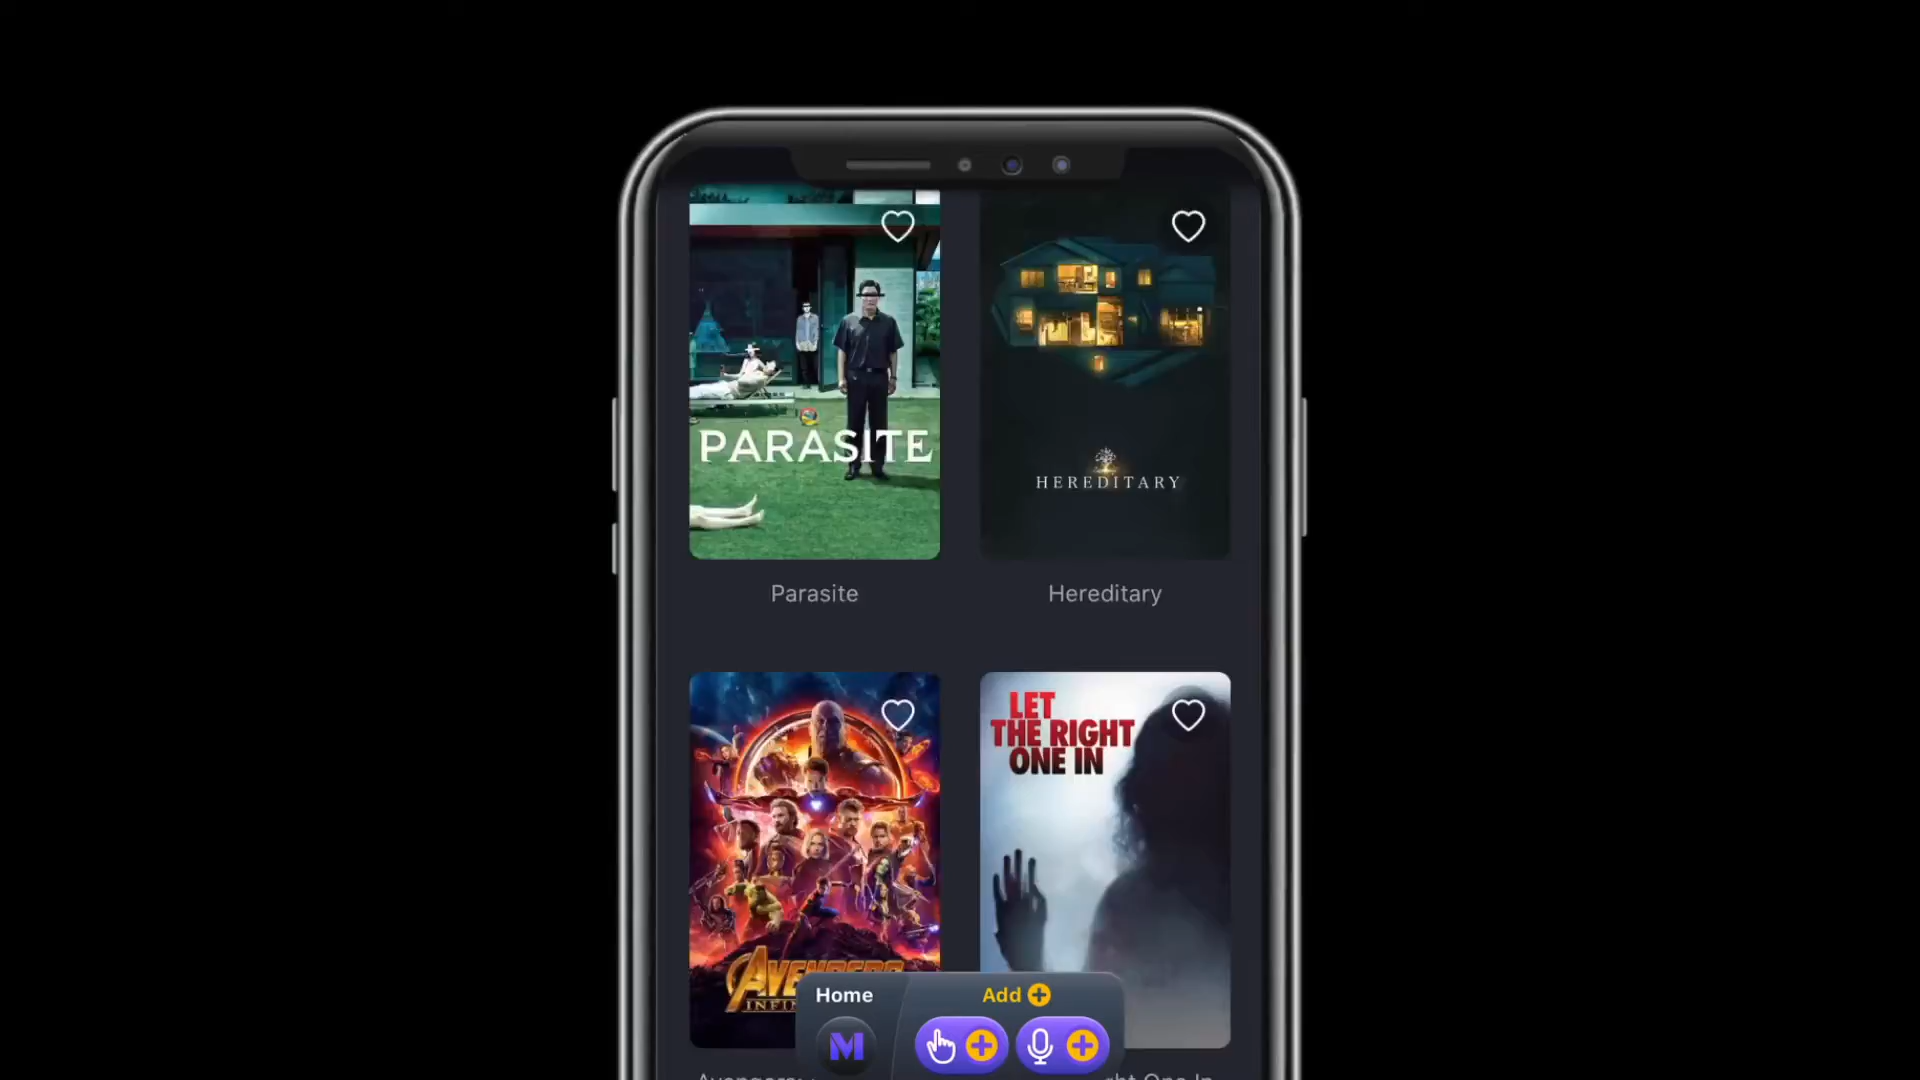 PARASITE
HEREDITARY
Parasite
Hereditary
LET
THE RIGHT
ONE IN
Home
Add
M